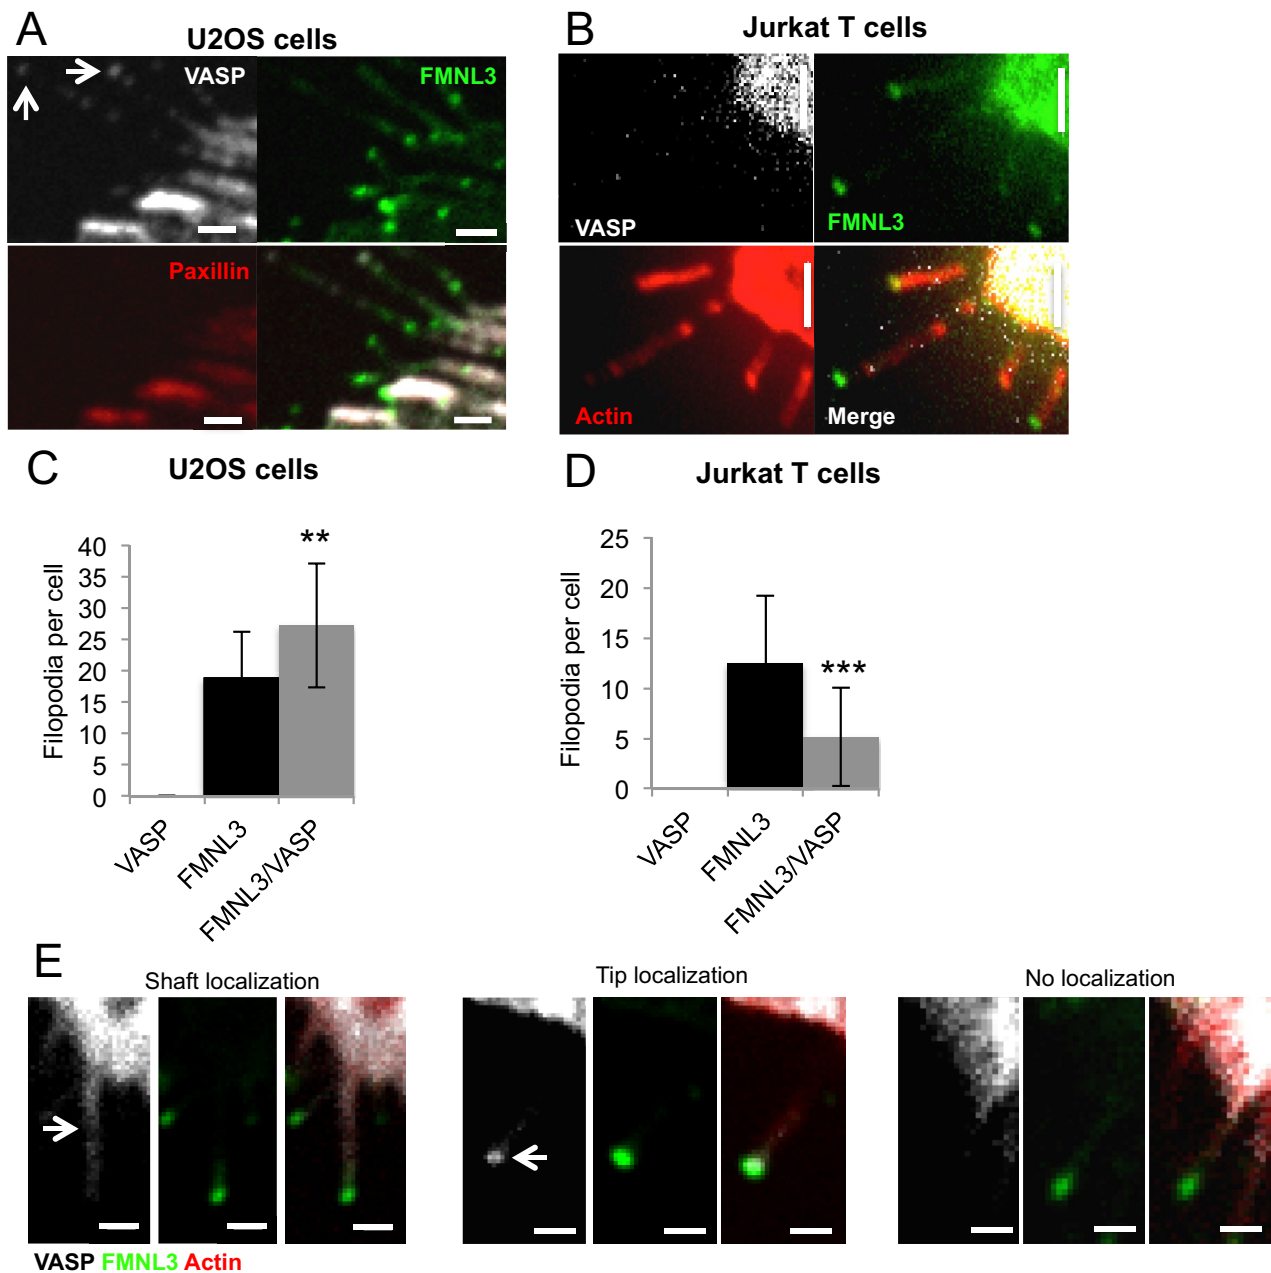 A
U2OS cells
VASP
FMNL3
Paxillin
B
Jurkat T cells
VASP
FMNL3
Actin
Merge
C
U2OS cells
Filopodia per cell
40
35
30
25
20
15
10
5
0
**
VASP
FMNL3
FMNL3/VASP
D
Jurkat T cells
Filopodia per cell
25
20
15
10
5
0
***
VASP
FMNL3
FMNL3/VASP
E
Shaft localization
Tip localization
No localization
VASP FMNL3 Actin